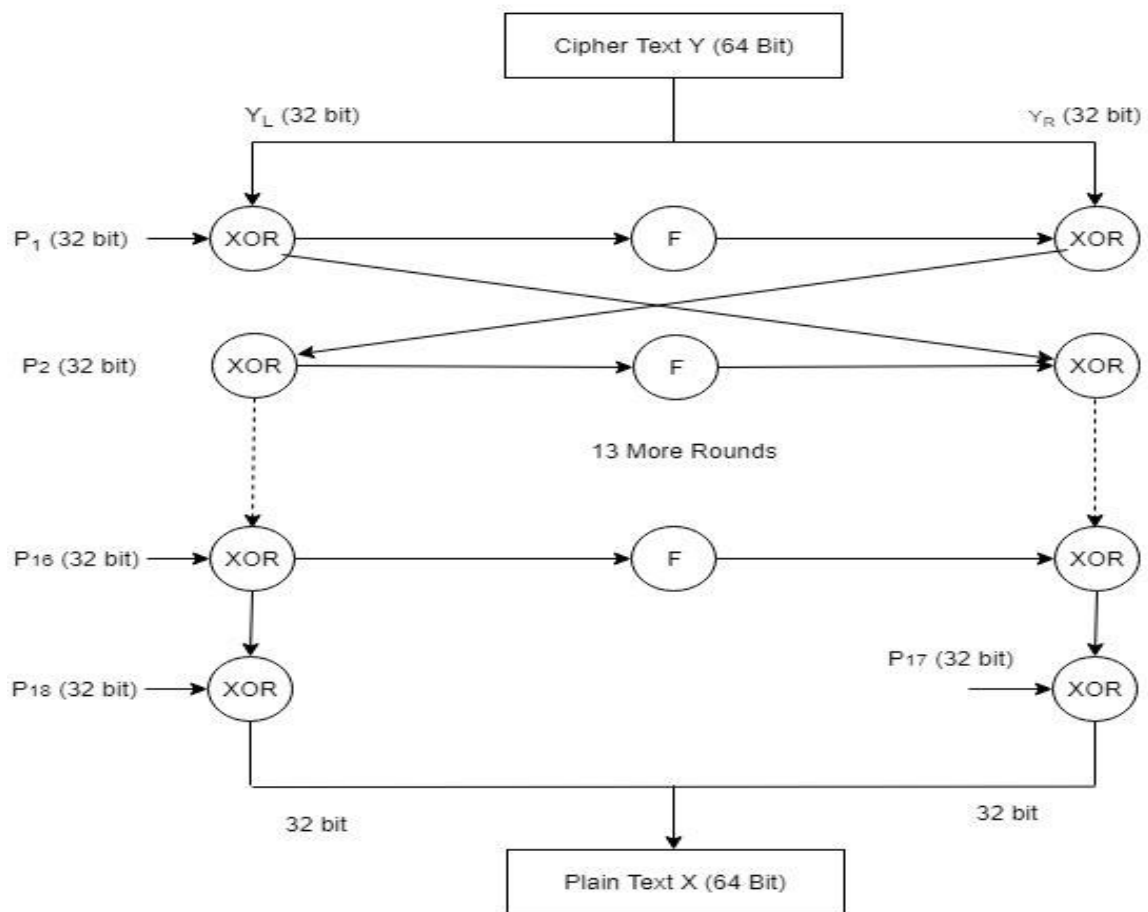 Cipher Text Y (64 Bit)
YL (32 bit)
YR (32 bit)
P1 (32 bit)
XOR
F
XOR
P2 (32 bit)
XOR
F
XOR
13 More Rounds
P16 (32 bit)
XOR
F
XOR
P18 (32 bit)
XOR
P17 (32 bit)
XOR
32 bit
32 bit
Plain Text X (64 Bit)